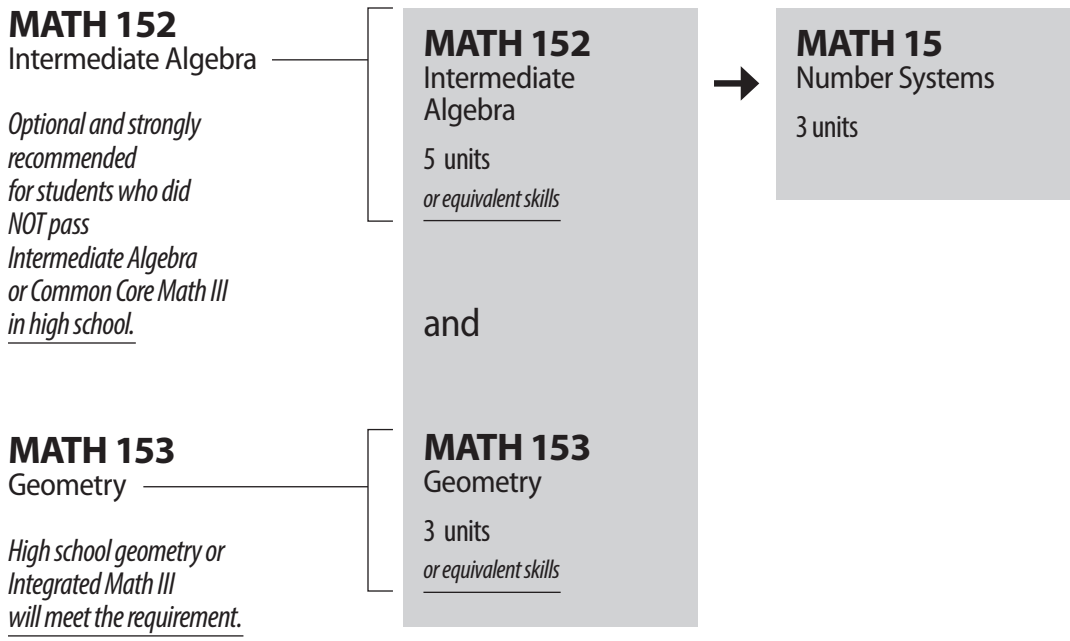 MATH 152
Intermediate Algebra
Optional and strongly
recommended
for students who did
NOT pass
Intermediate Algebra
or Common Core Math III
in high school.
MATH 153
Geometry
High school geometry or
Integrated Math III
will meet the requirement.
MATH 152
Intermediate
Algebra
5 units
or equivalent skills
and
MATH 153
Geometry
3 units
or equivalent skills
MATH 15
Number Systems
3 units